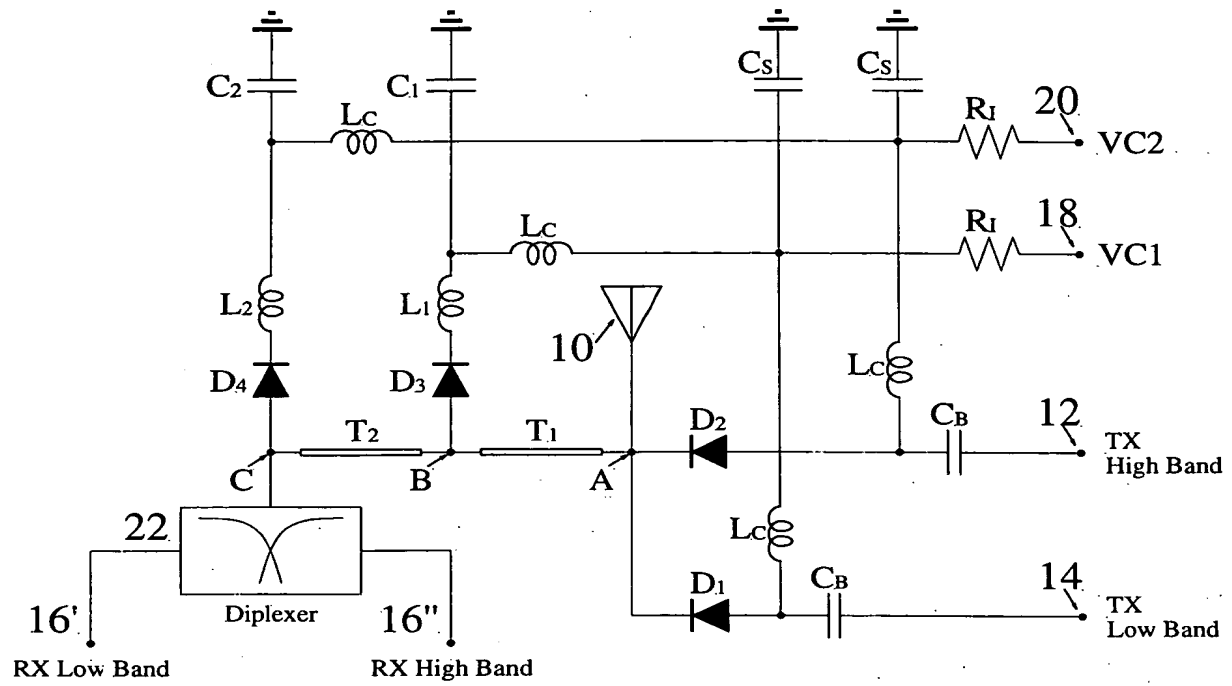 C2
C1
CS
CS
LC
RI
20
VC2
LC
RI
18
VC1
L2
L1
10
LC
D4
D3
D2
CB
12
T2
T1
TX
High Band
C
B
A
22
LC
D1
CB
14
TX
Low Band
Diplexer
16'
16"
RX Low Band
RX High Band